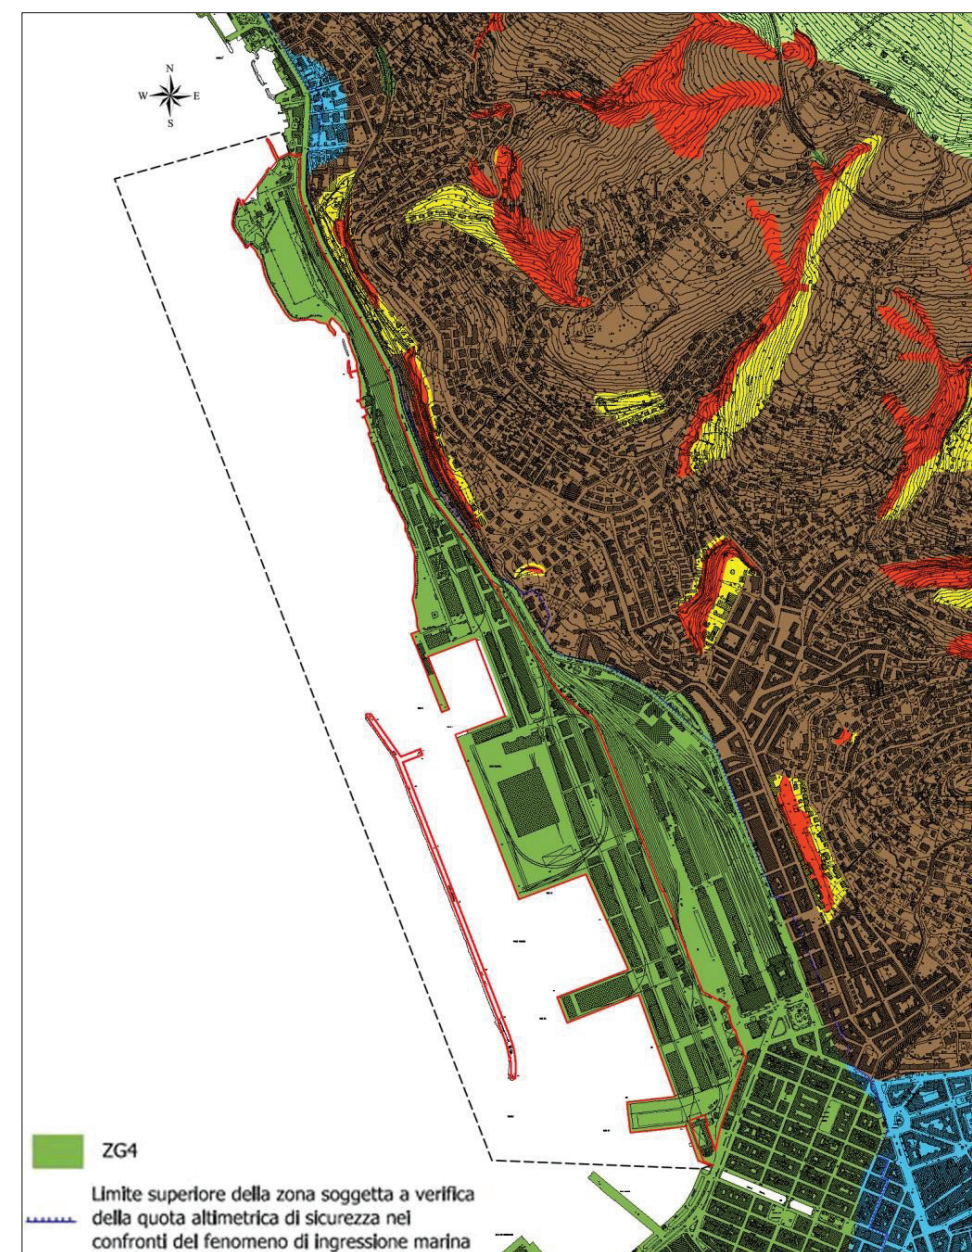 N
W E
S
ZG4
Limite superiore della zona soggetta a verifica
della quota altimetrica di sicurezza nei
confronti del fenomeno di ingressione marina